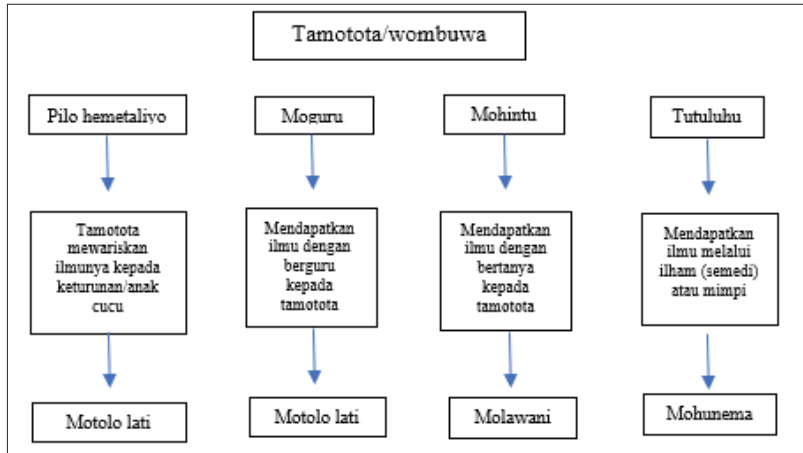 Tamotota/wombuwa
Pilo hemetaliyo
Moguru
Mohintu
Tutuluhu
Tamotota
mewariskan
ilmunya kepada
keturunan/anak
cucu
Mendapatkan
ilmu dengan
berguru
kepada
tamotota
Mendapatkan
ilmu dengan
bertanya
kepada
tamotota
Mendapatkan
ilmu melalui
ilham (semedi)
atau mimpi
Motolo lati
Motolo lati
Molawani
Mohunema